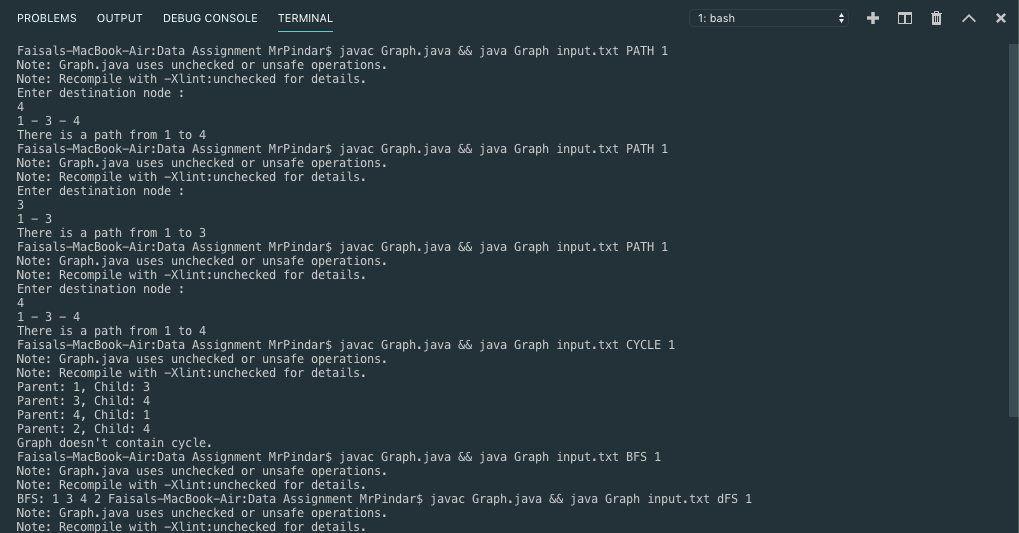 PROBLEMS OUTPUT DEBUG CONSOLE TERMINAL 1: bash
Faisals-MacBook-Air:Data Assignment MrPindar$ javac Graph.java && java Graph input.txt PATH 1
Note: Graph.java uses unchecked or unsafe operations.
Note: Recompile with -Xlint:unchecked for details.
Enter destination node :
4
1 - 3 - 4
There is a path from 1 to 4
Faisals-MacBook-Air:Data Assignment MrPindar$ javac Graph.java && java Graph input.txt PATH 1
Note: Graph.java uses unchecked or unsafe operations.
Note: Recompile with -Xlint:unchecked for details.
Enter destination node :
3
1 - 3
There is a path from 1 to 3
Faisals-MacBook-Air:Data Assignment MrPindar$ javac Graph.java && java Graph input.txt PATH 1
Note: Graph.java uses unchecked or unsafe operations.
Note: Recompile with -Xlint:unchecked for details.
Enter destination node :
4
1 - 3 - 4
There is a path from 1 to 4
Faisals-MacBook-Air:Data Assignment MrPindar$ javac Graph.java && java Graph input.txt CYCLE 1
Note: Graph.java uses unchecked or unsafe operations.
Note: Recompile with -Xlint:unchecked for details.
Parent: 1, Child: 3
Parent: 3, Child: 4
Parent: 4, Child: 1
Parent: 2, Child: 4
Graph doesn't contain cycle.
Faisals-MacBook-Air:Data Assignment MrPindar$ javac Graph.java && java Graph input.txt BFS 1
Note: Graph.java uses unchecked or unsafe operations.
Note: Recompile with -Xlint:unchecked for details.
BFS: 1 3 4 2 Faisals-MacBook-Air:Data Assignment MrPindar$ javac Graph.java && java Graph input.txt dFS 1
Note: Graph.java uses unchecked or unsafe operations.
Note: Recompile with -Xlint:unchecked for details.